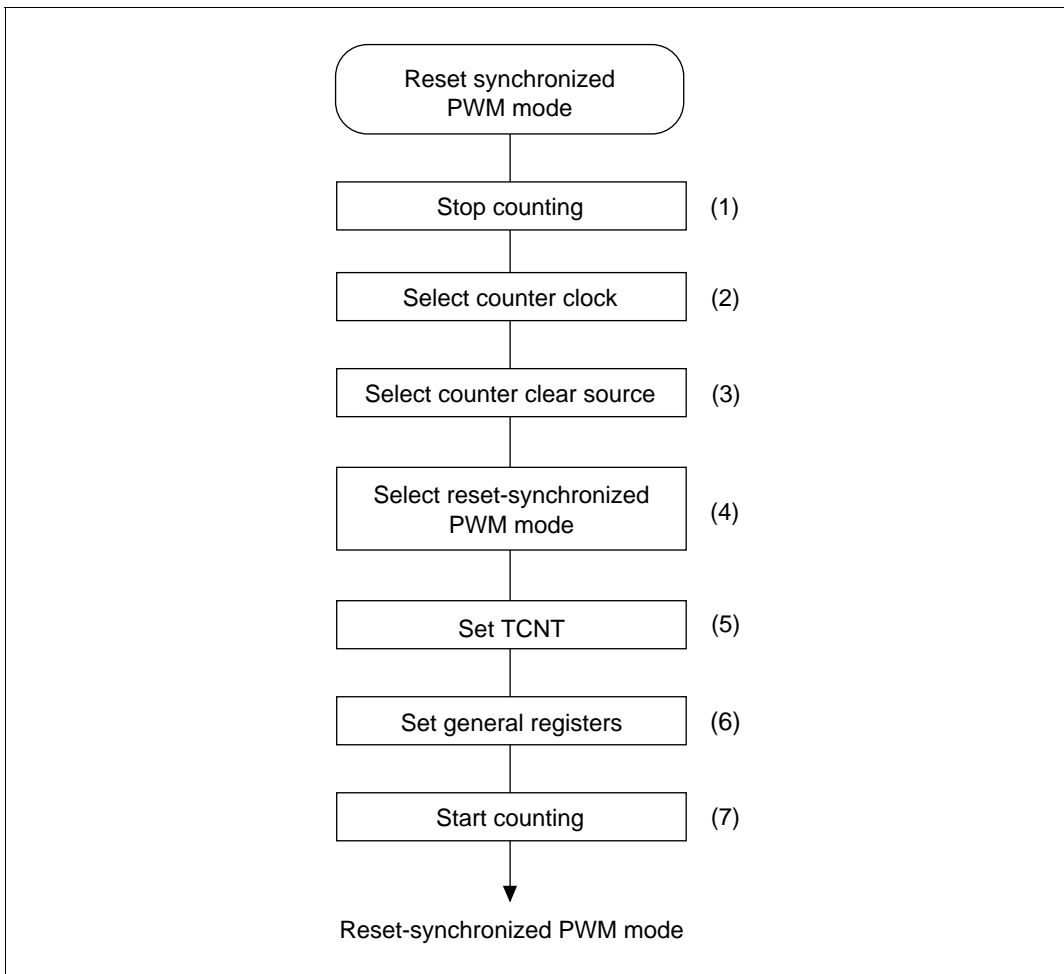 Reset synchronized
PWM mode
Stop counting (1)
Select counter clock (2)
Select counter clear source (3)
Select reset-synchronized
PWM mode
(4)
Set TCNT (5)
Set general registers (6)
Start counting (7)
Reset-synchronized PWM mode